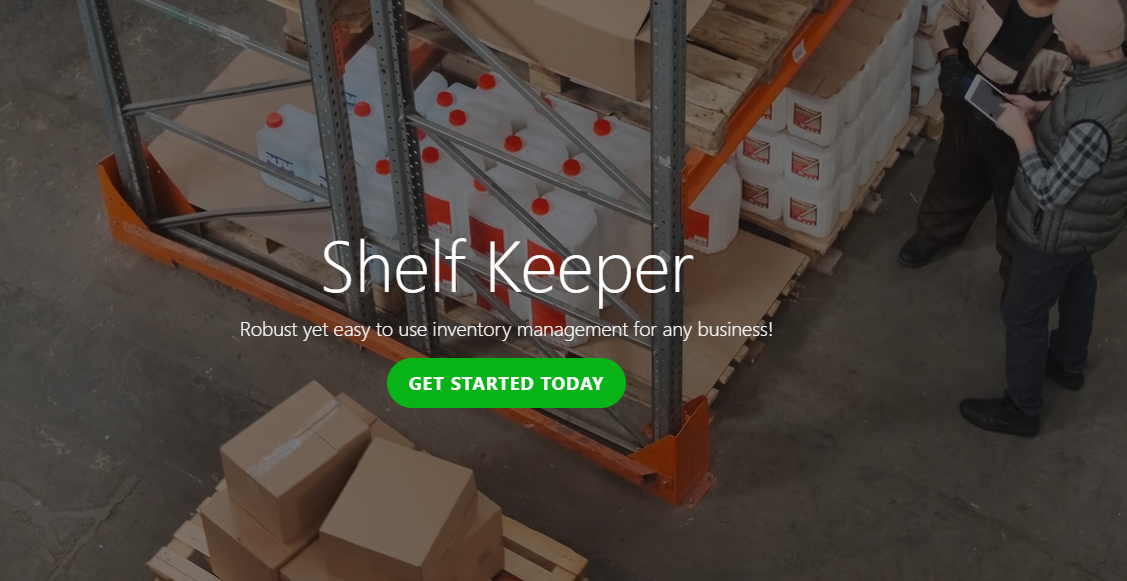 Shelf Keeper
Robust yet easy to use inventory management for any business!
GET STARTED TODAY